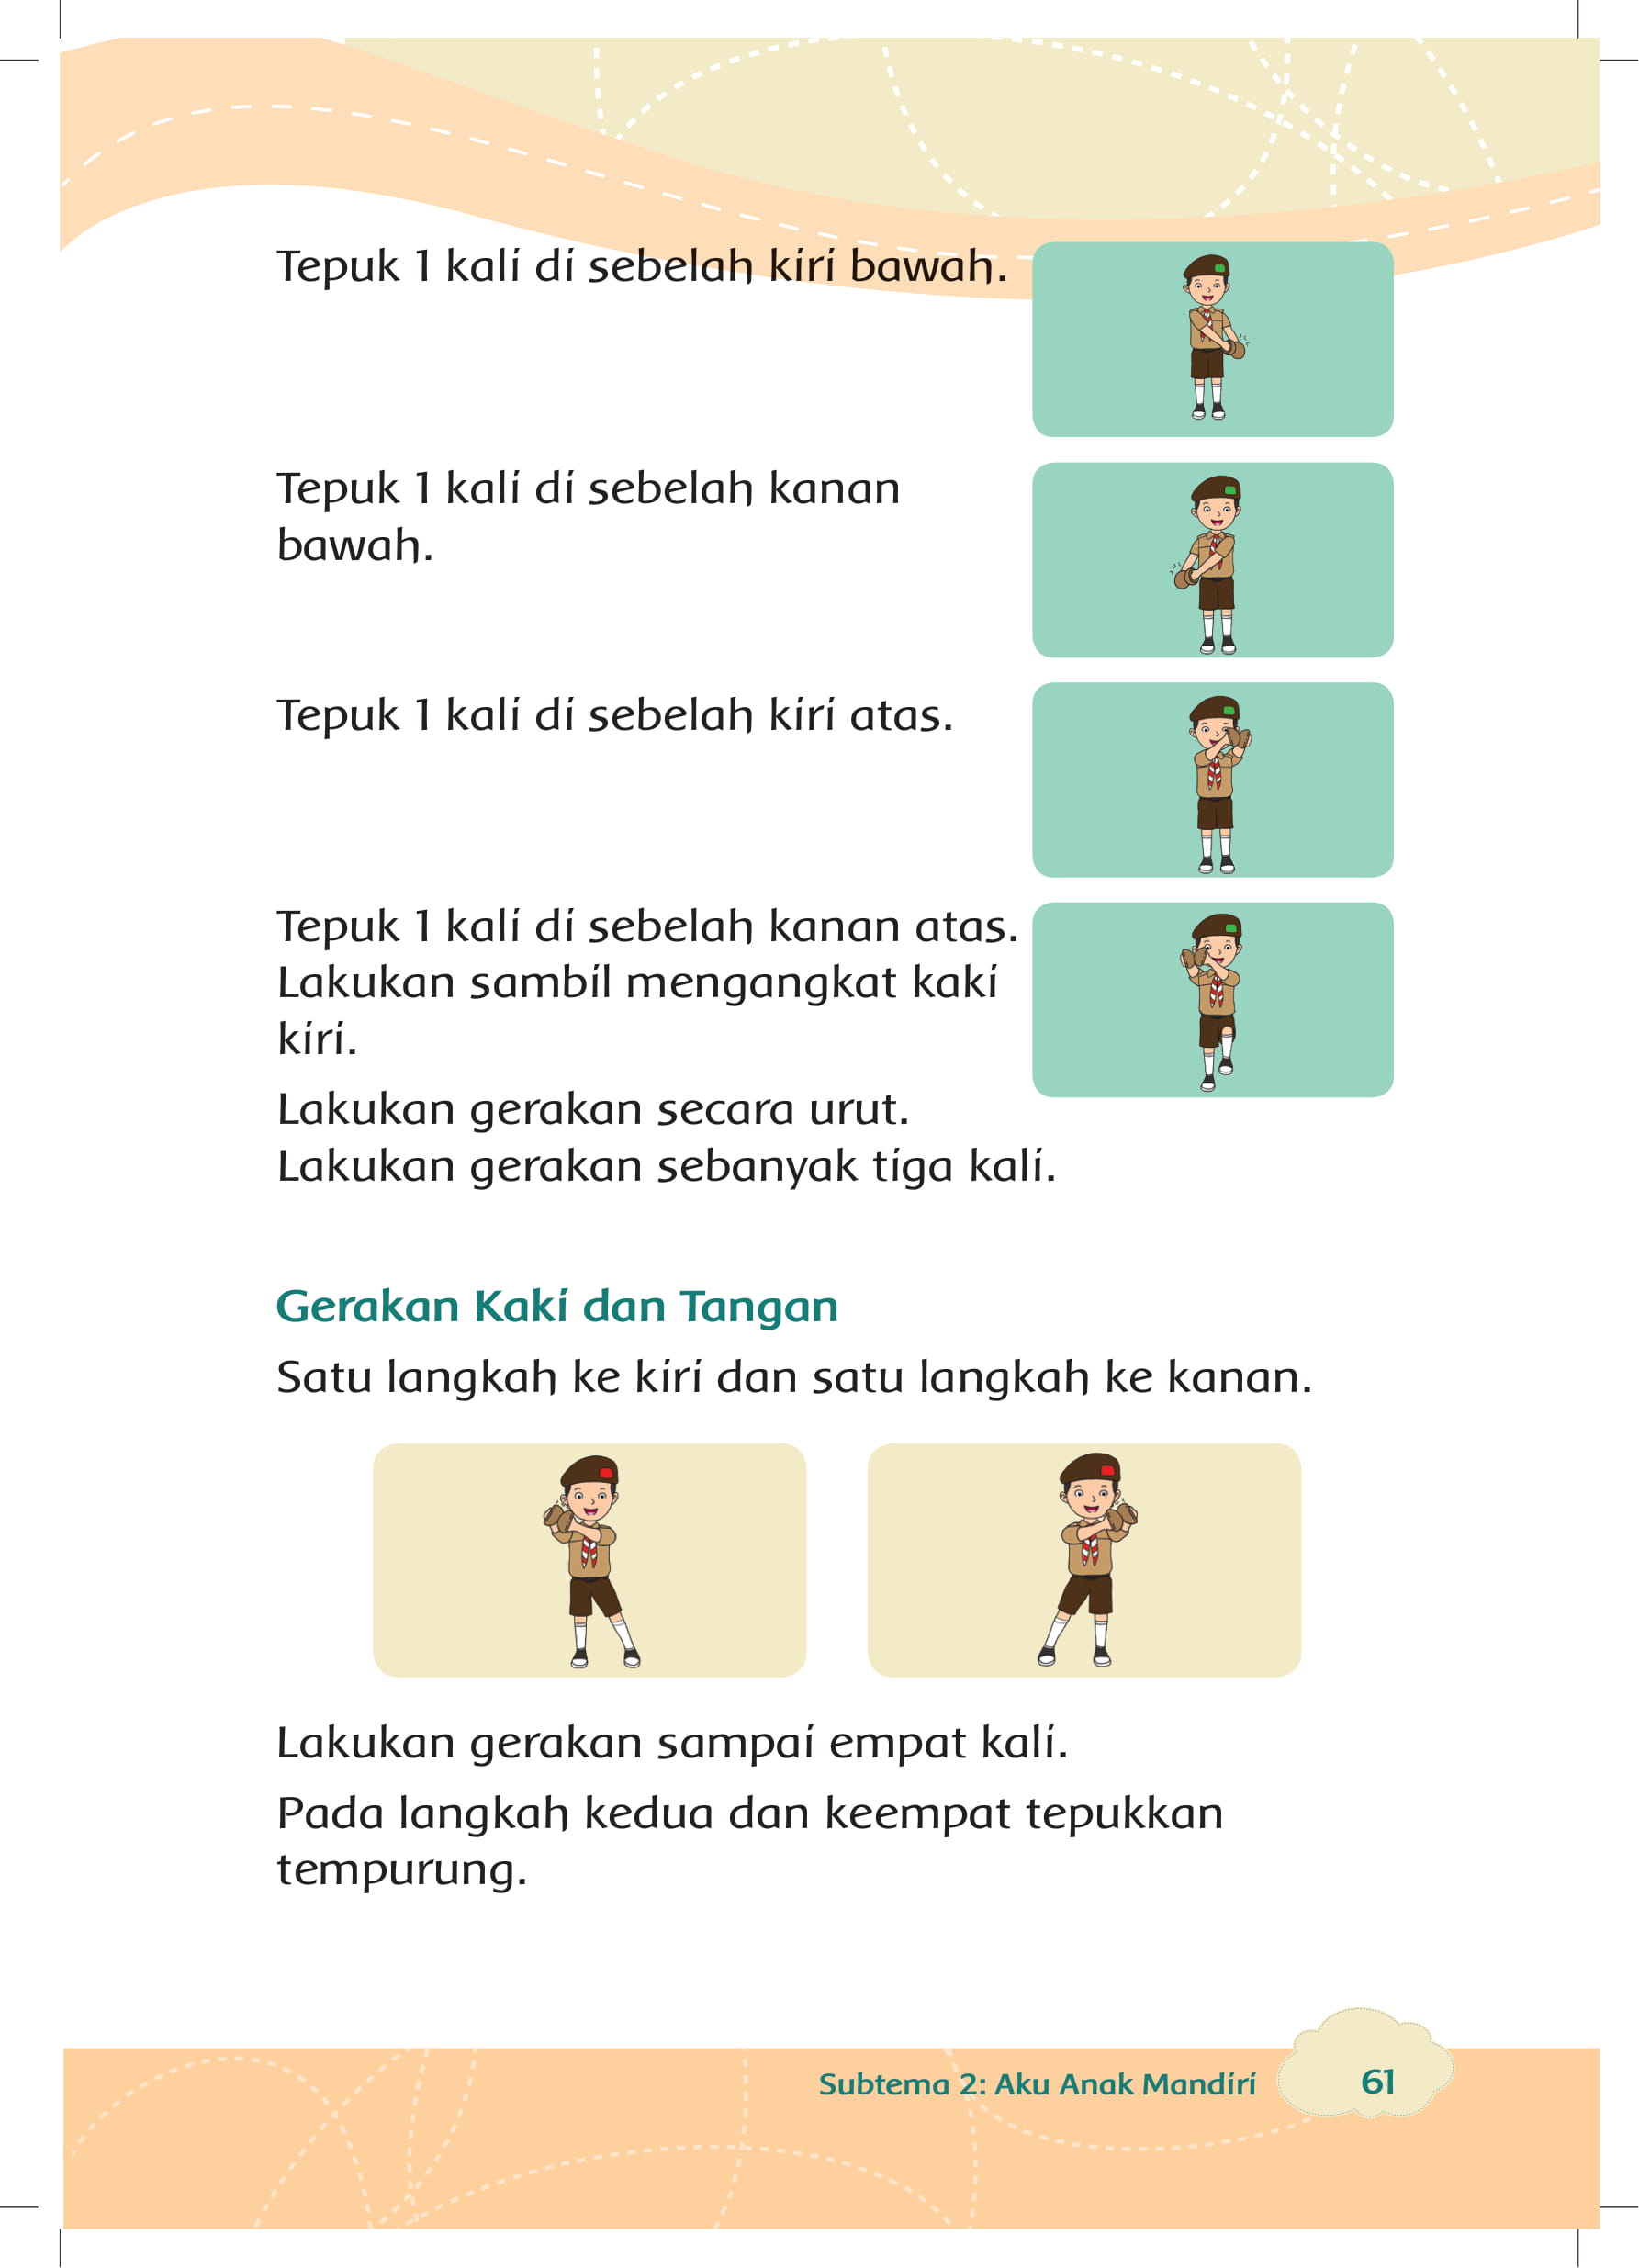 Tepuk 1 kali di sebelah kiri bawah.
Tepuk 1 kali di sebelah kanan
bawah.
Tepuk 1 kali di sebelah kiri atas.
Tepuk 1 kali di sebelah kanan atas.
Lakukan sambil mengangkat kaki
kiri.
Lakukan gerakan secara urut.
Lakukan gerakan sebanyak tiga kali.
Gerakan Kaki dan Tangan
Satu langkah ke kiri dan satu langkah ke kanan.
Lakukan gerakan sampai empat kali.
Pada langkah kedua dan keempat tepukkan
tempurung.
Subtema 2: Aku Anak Mandiri
61